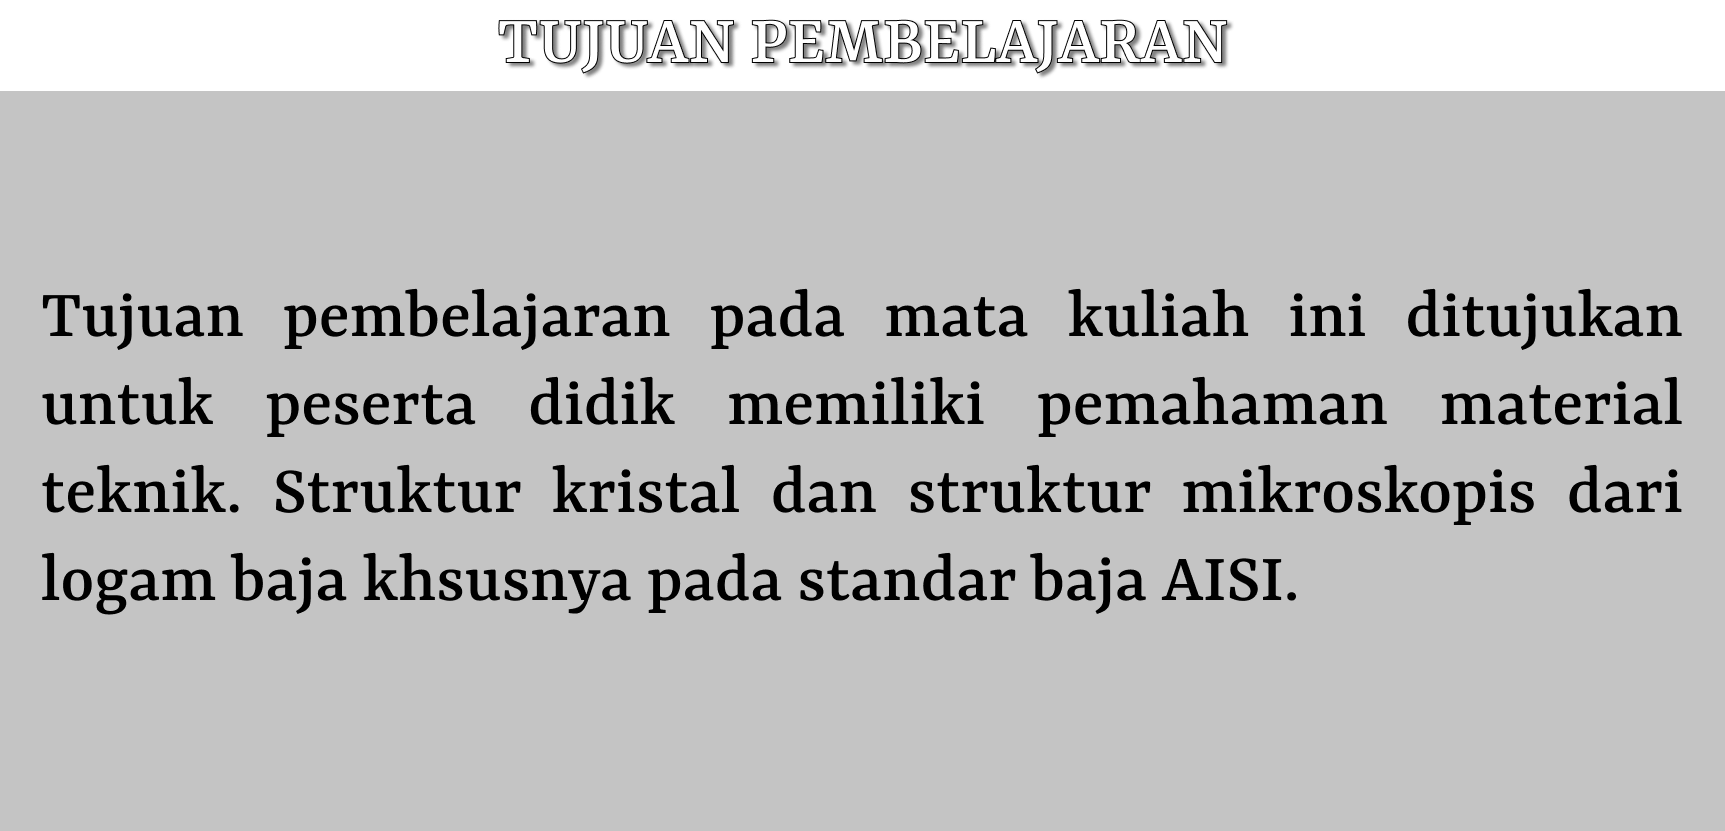 TUJUAN PEMBELAJARAN
Tujuan pembelajaran pada mata kuliah ini ditujukan
untuk peserta didik memiliki pemahaman material
teknik. Struktur kristal dan struktur mikroskopis dari
logam baja khsusnya pada standar baja AISI.